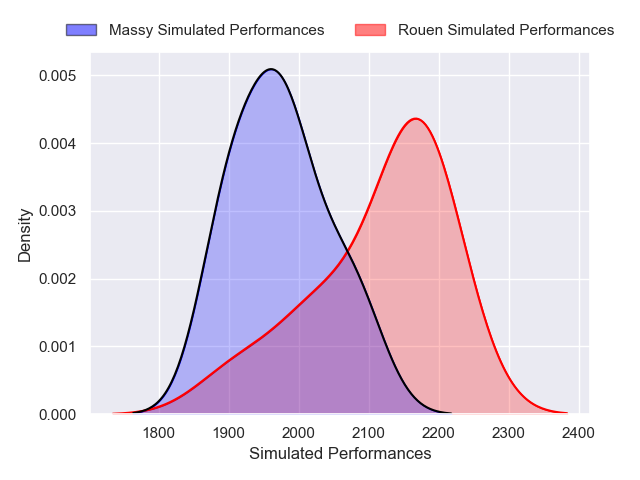 Massy Simulated Performances Rouen Simulated Performances
0.005
0.004
0.003
0.002
0.001
0.000
Density
1800 1900 2000 2100 2200 2300 2400
Simulated Performances